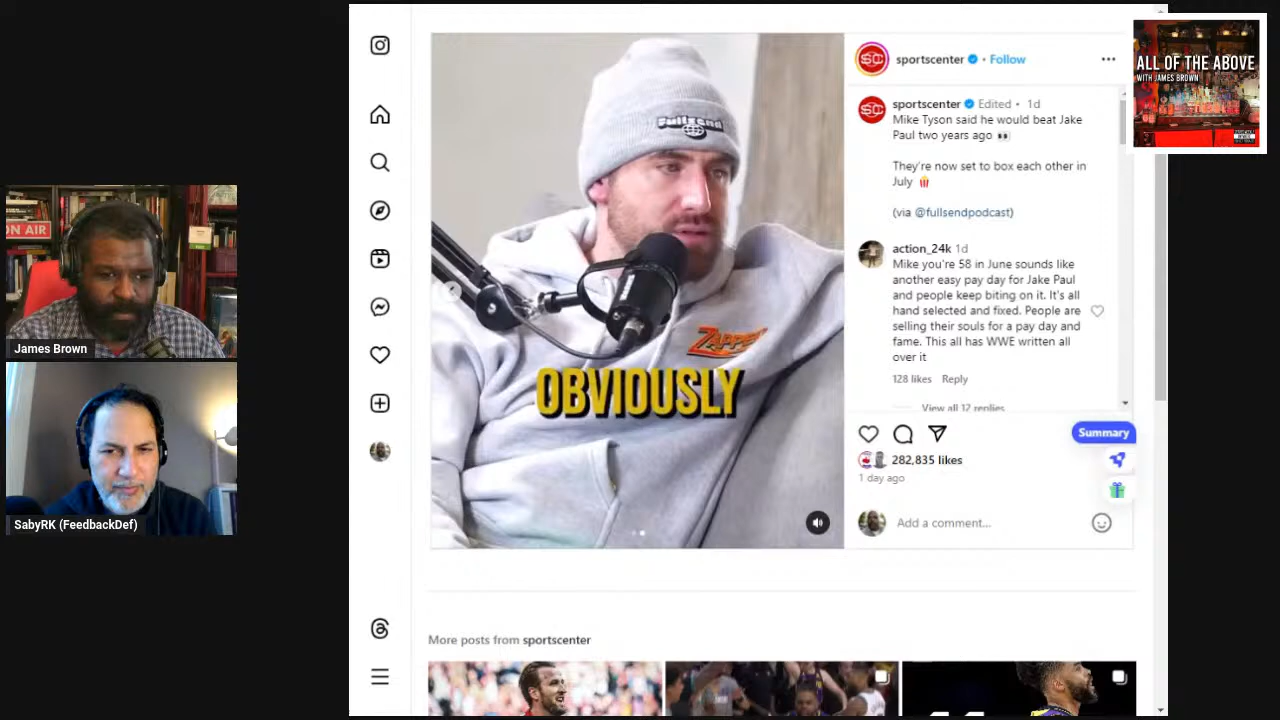 ON AIR
James Brown
SabyRK (FeedbackDef)
Fullsend
ZAPPER
OBVIOUSLY
SC
sportscenter • Follow
SC
sportscenter Edited • 1d
Mike Tyson said he would beat Jake
Paul two years ago 👀
They're now set to box each other in
July 🍿
(via @fullsendpodcast)
action_24k 1d
Mike you're 58 in June sounds like
another easy pay day for Jake Paul
and people keep biting on it. It's all
hand selected and fixed. People are
selling their souls for a pay day and
fame. This all has WWE written all
over it
128 likes Reply
View all 12 replies
Summary
282,835 likes
1 day ago
Add a comment...
More posts from sportscenter
ALL OF THE ABOVE
WITH JAMES BROWN